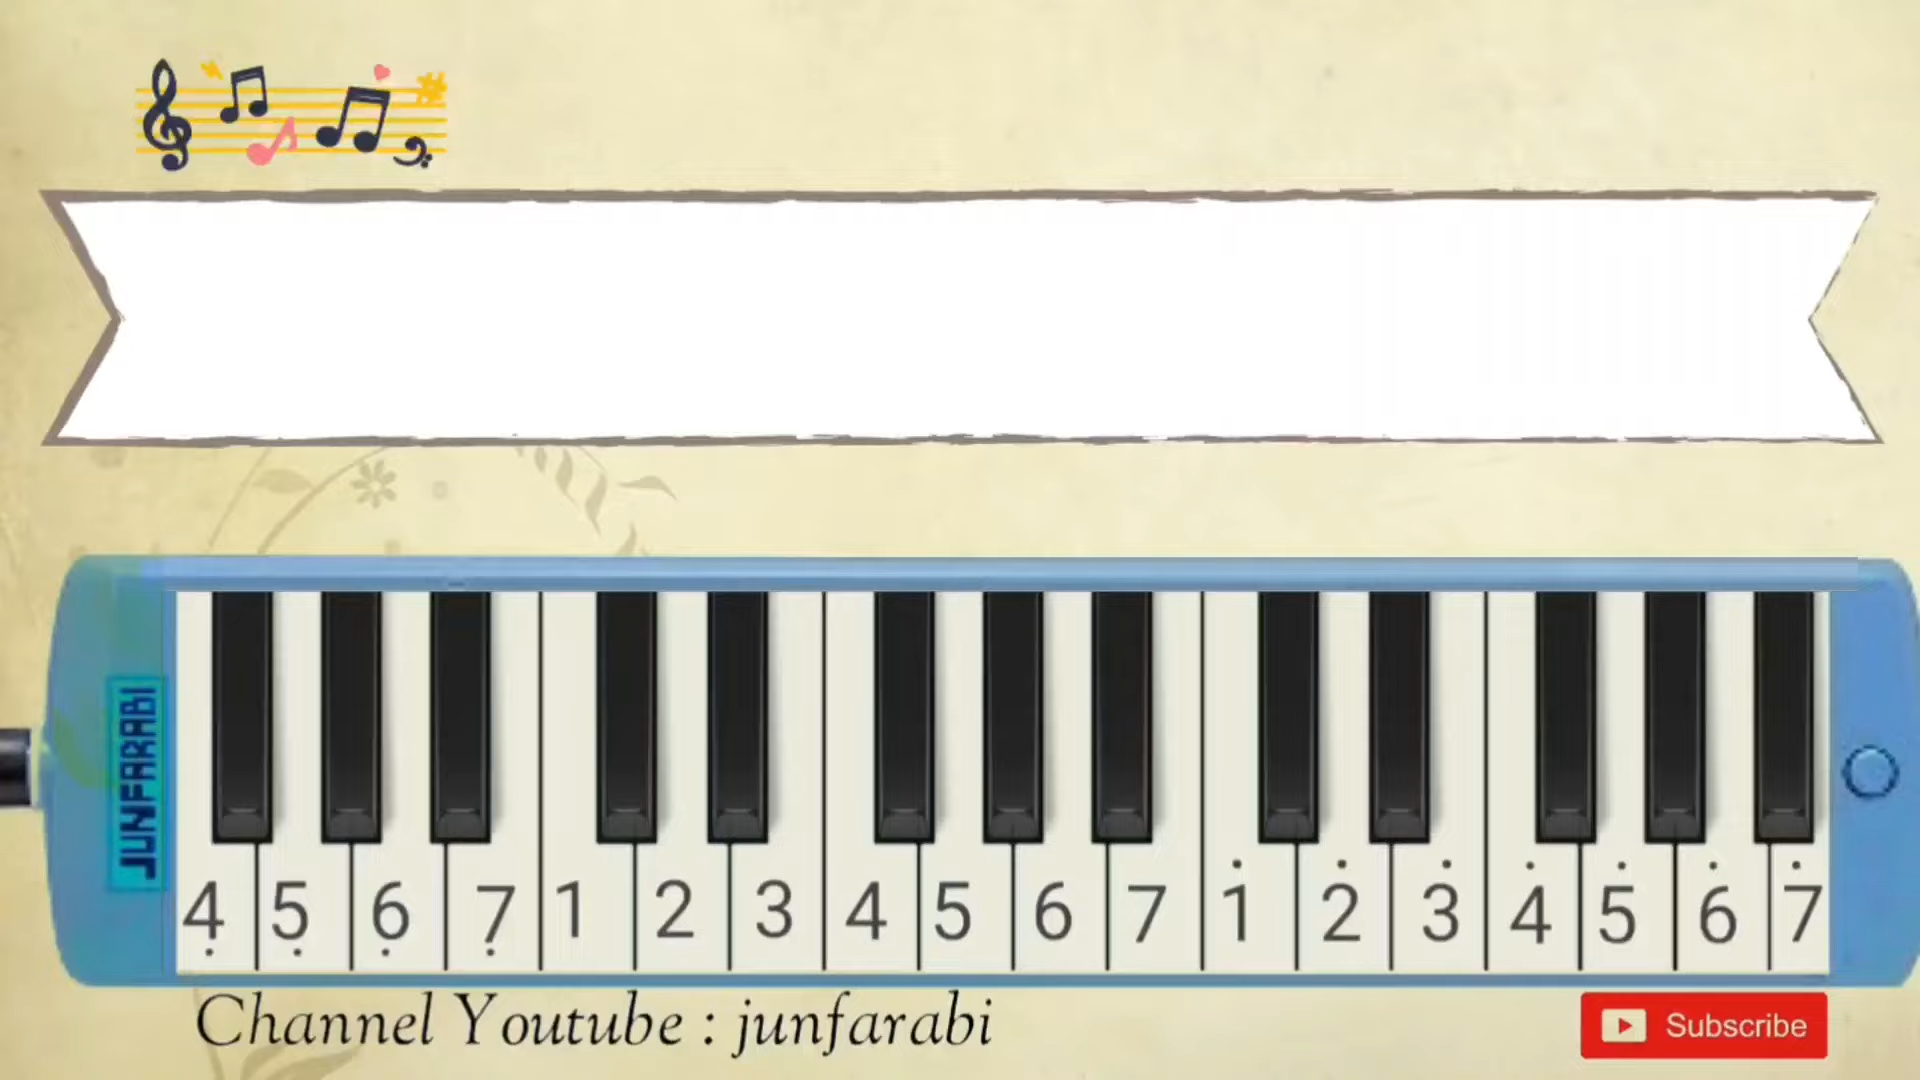 JUNFARABI
4̣ 5̣ 6̣ 7̣ 1 2 3 4 5 6 7 1̇ 2̇ 3̇ 4̇ 5̇ 6̇ 7̇
Channel Youtube : junfarabi
Subscribe